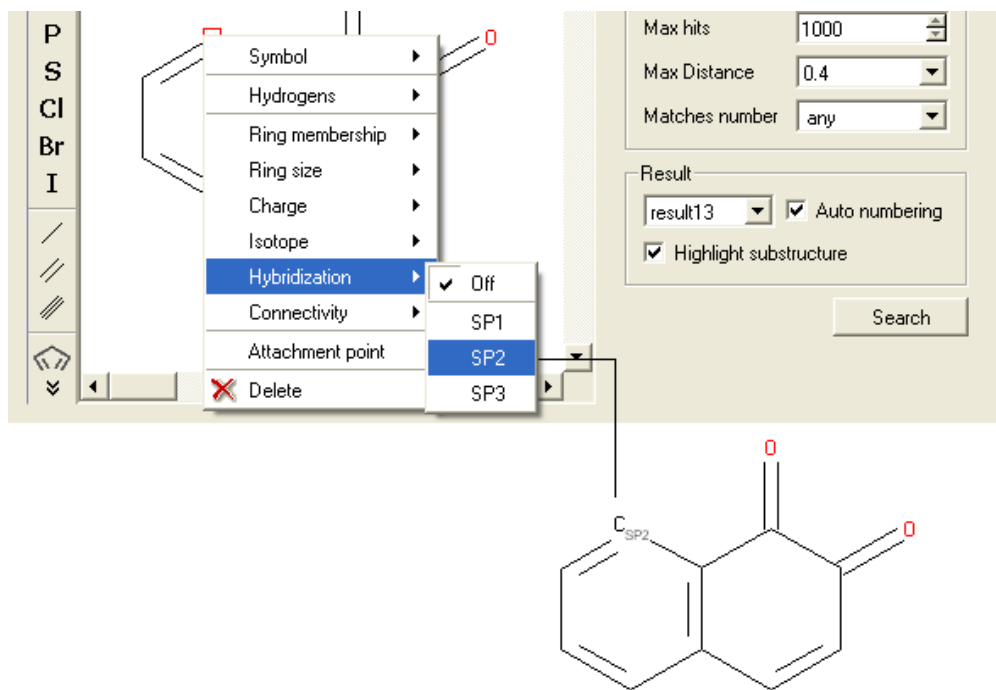 P
S
Cl
Br
I
O
Symbol
Hydrogens
Ring membership
Ring size
Charge
Isotope
Hybridization
Connectivity
Attachment point
Delete
Off
SP1
SP2
SP3
Max hits 1000
Max Distance 0.4
Matches number any
Result
result13 Auto numbering
Highlight substructure
Search
O
O
C SP2